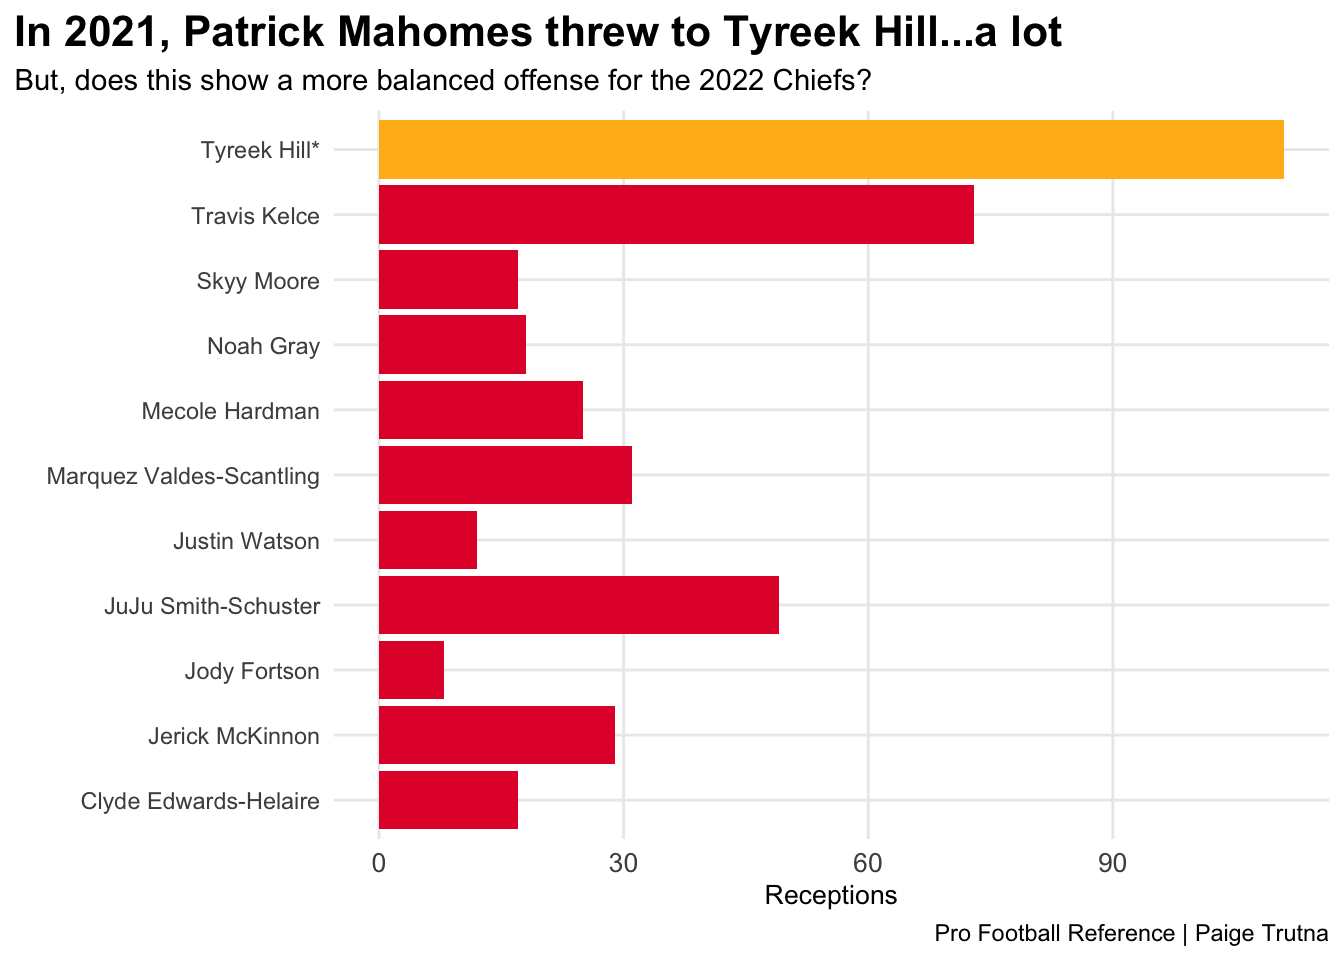 In 2021, Patrick Mahomes threw to Tyreek Hill...a lot
But, does this show a more balanced offense for the 2022 Chiefs?
Tyreek Hill*
Travis Kelce
Skyy Moore
Noah Gray
Mecole Hardman
Marquez Valdes-Scantling
Justin Watson
JuJu Smith-Schuster
Jody Fortson
Jerick McKinnon
Clyde Edwards-Helaire
0 30 60 90
Receptions
Pro Football Reference | Paige Trutna